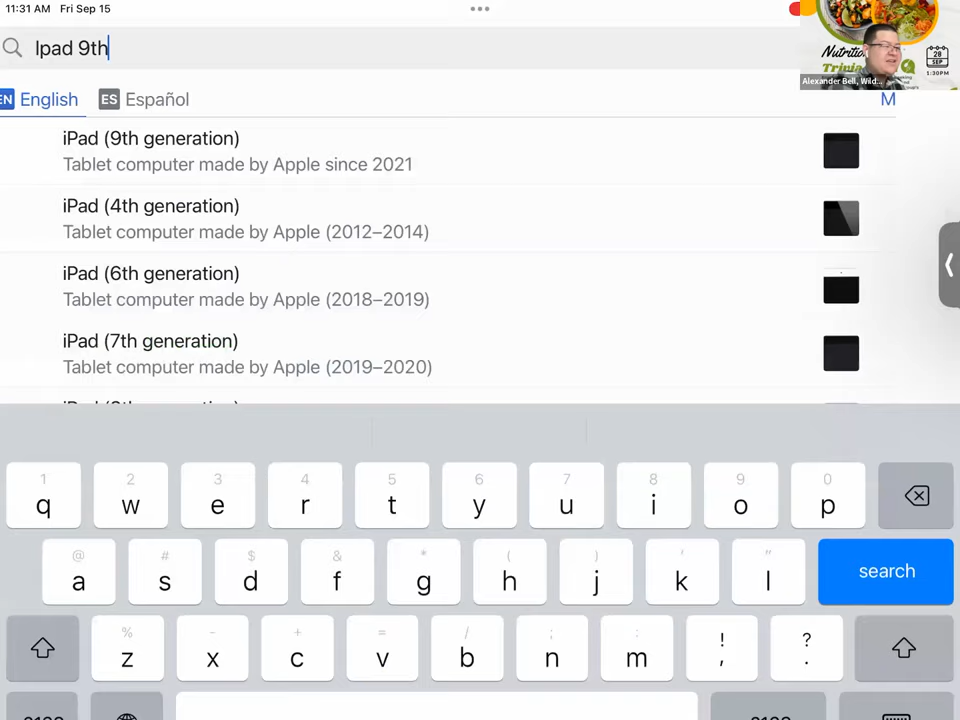 11:31 AM Fri Sep 15
Ipad 9th
Nutrition
Trivia
28
SEP
1:30PM
Alexander Bell, Wild...
EN English ES Español
M
iPad (9th generation)
Tablet computer made by Apple since 2021
iPad (4th generation)
Tablet computer made by Apple (2012–2014)
iPad (6th generation)
Tablet computer made by Apple (2018–2019)
iPad (7th generation)
Tablet computer made by Apple (2019–2020)
1 2 3 4 5 6 7 8 9 0
q w e r t y u i o p
@ # $ & * ( ) ' "
a s d f g h j k l search
% - + = / ; : ! ?
z x c v b n m , .